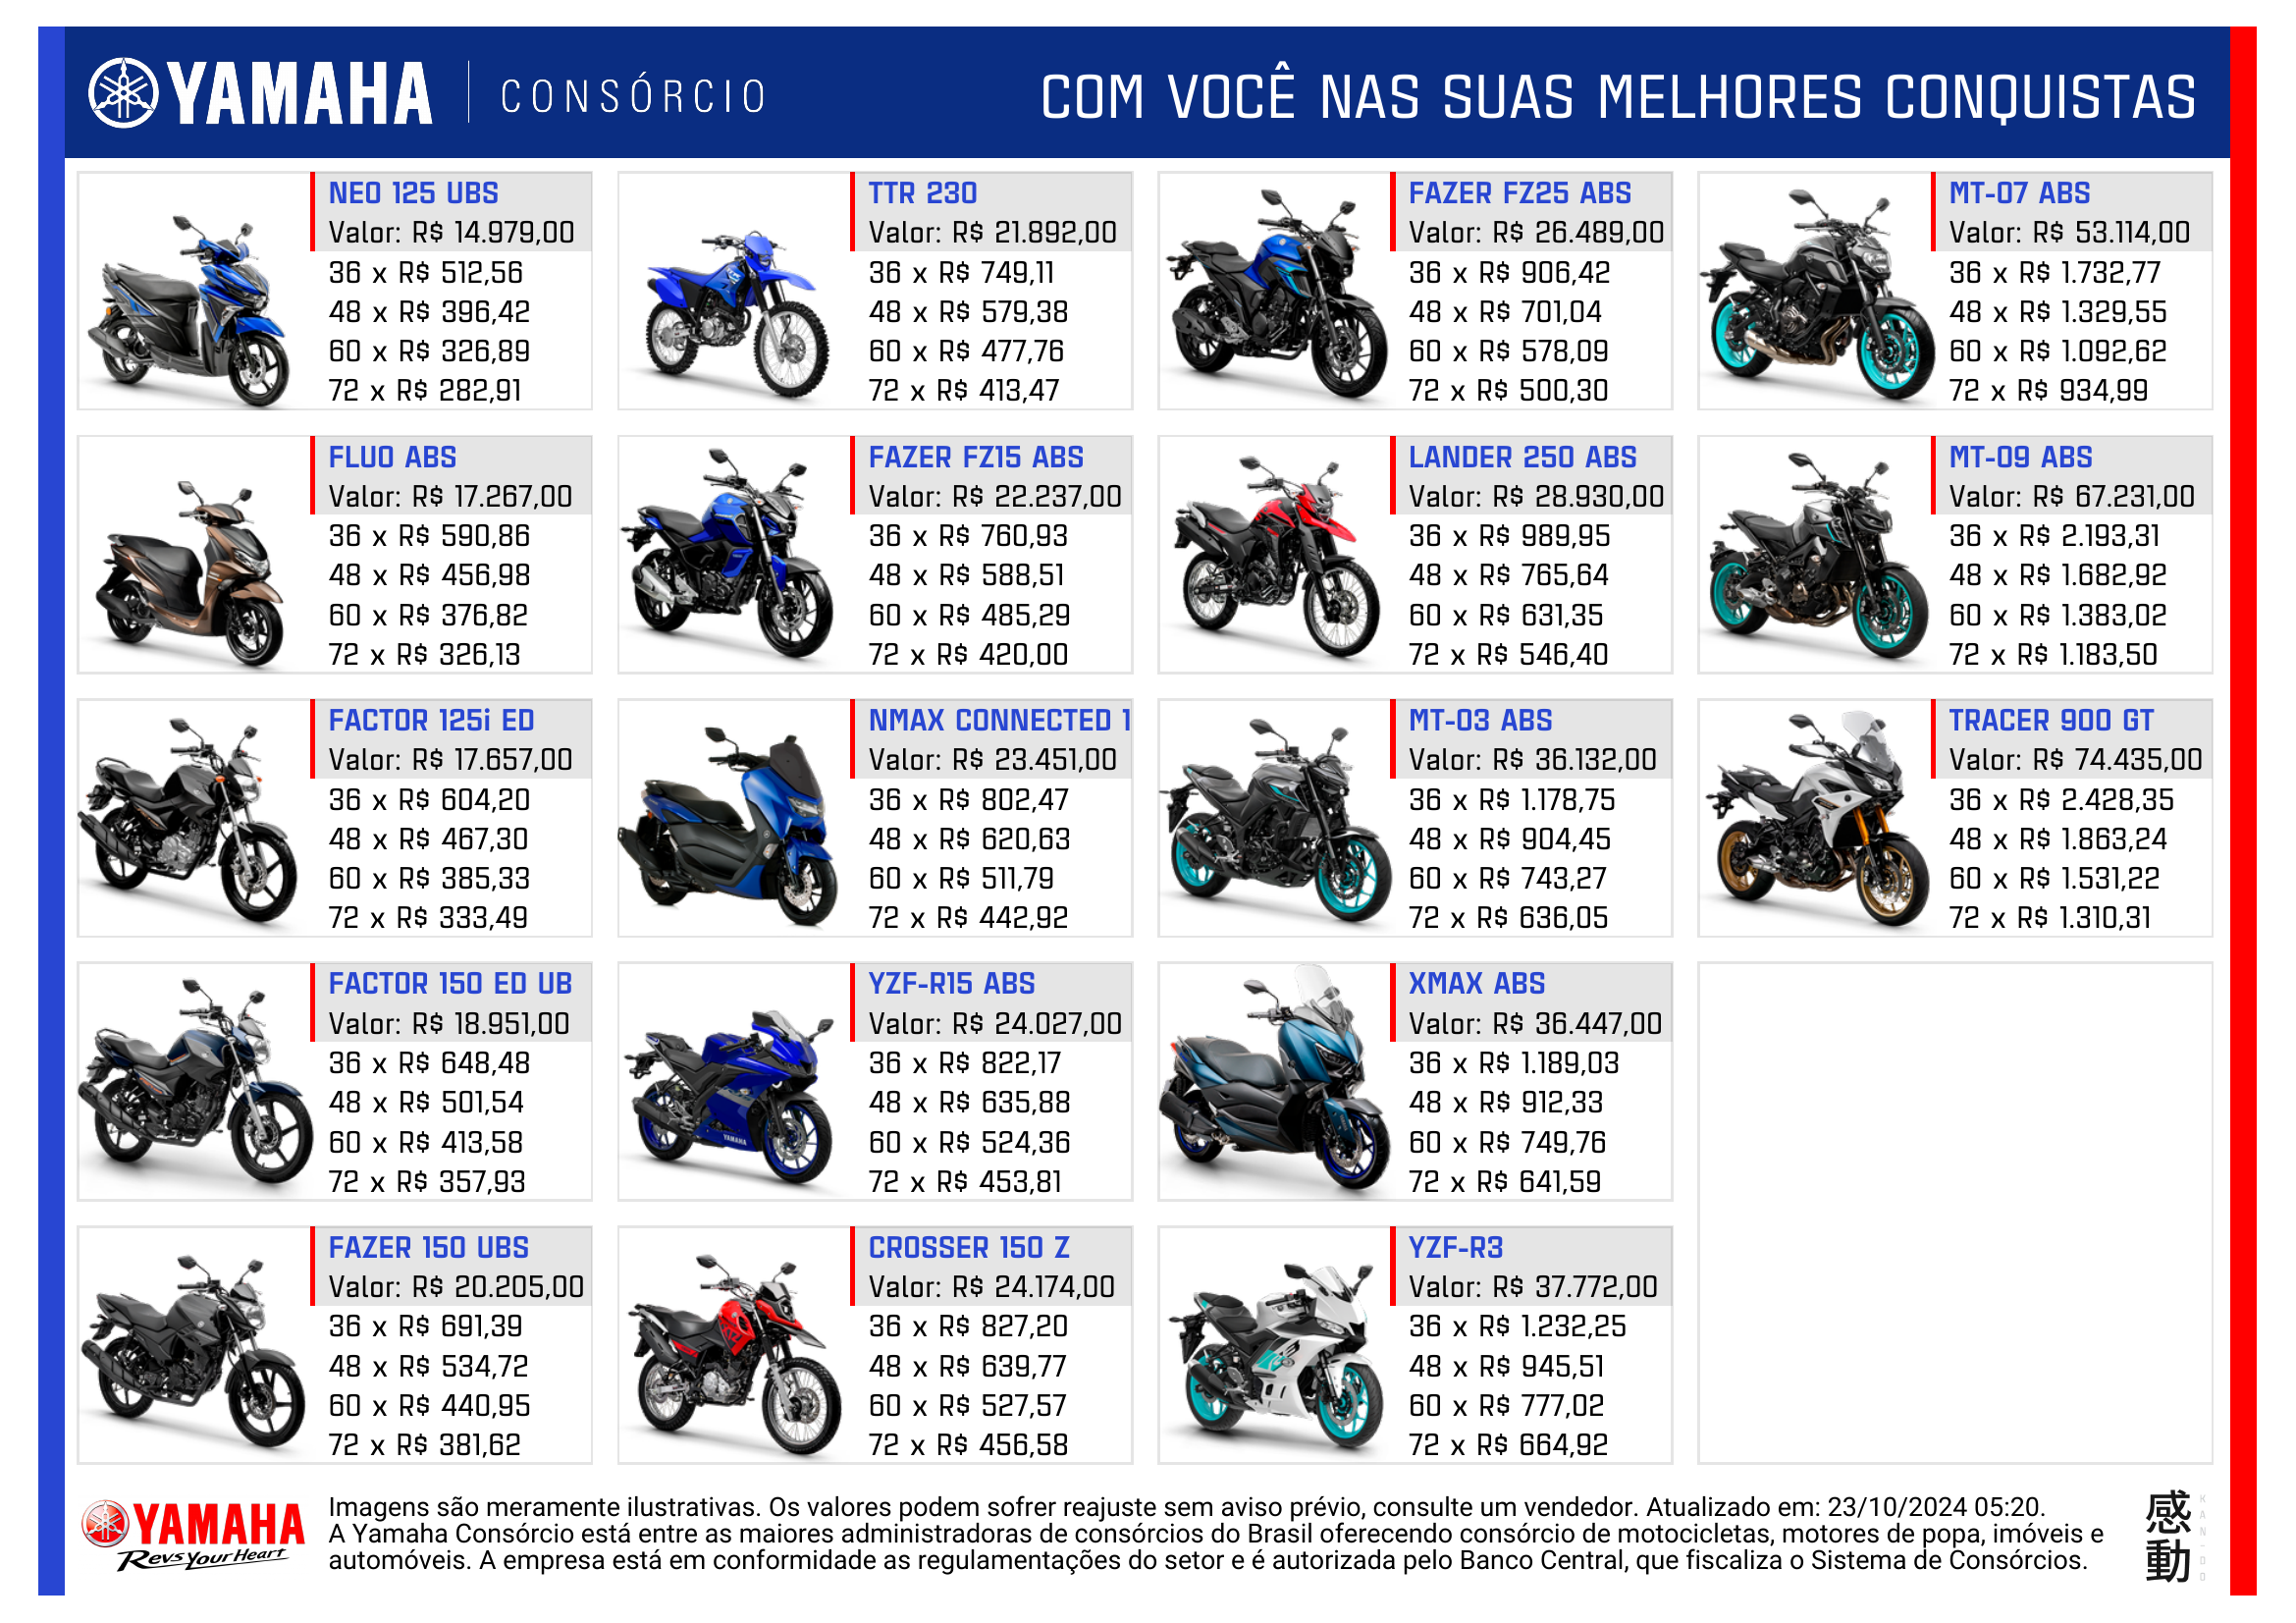 YAMAHA CONSÓRCIO
COM VOCÊ NAS SUAS MELHORES CONQUISTAS
NEO 125 UBS
Valor: R$ 14.979,00
36 x R$ 512,56
48 x R$ 396,42
60 x R$ 326,89
72 x R$ 282,91
TTR 230
Valor: R$ 21.892,00
36 x R$ 749,11
48 x R$ 579,38
60 x R$ 477,76
72 x R$ 413,47
FAZER FZ25 ABS
Valor: R$ 26.489,00
36 x R$ 906,42
48 x R$ 701,04
60 x R$ 578,09
72 x R$ 500,30
MT-07 ABS
Valor: R$ 53.114,00
36 x R$ 1.732,77
48 x R$ 1.329,55
60 x R$ 1.092,62
72 x R$ 934,99
FLUO ABS
Valor: R$ 17.267,00
36 x R$ 590,86
48 x R$ 456,98
60 x R$ 376,82
72 x R$ 326,13
FAZER FZ15 ABS
Valor: R$ 22.237,00
36 x R$ 760,93
48 x R$ 588,51
60 x R$ 485,29
72 x R$ 420,00
LANDER 250 ABS
Valor: R$ 28.930,00
36 x R$ 989,95
48 x R$ 765,64
60 x R$ 631,35
72 x R$ 546,40
MT-09 ABS
Valor: R$ 67.231,00
36 x R$ 2.193,31
48 x R$ 1.682,92
60 x R$ 1.383,02
72 x R$ 1.183,50
FACTOR 125i ED
Valor: R$ 17.657,00
36 x R$ 604,20
48 x R$ 467,30
60 x R$ 385,33
72 x R$ 333,49
NMAX CONNECTED 1
Valor: R$ 23.451,00
36 x R$ 802,47
48 x R$ 620,63
60 x R$ 511,79
72 x R$ 442,92
MT-03 ABS
Valor: R$ 36.132,00
36 x R$ 1.178,75
48 x R$ 904,45
60 x R$ 743,27
72 x R$ 636,05
TRACER 900 GT
Valor: R$ 74.435,00
36 x R$ 2.428,35
48 x R$ 1.863,24
60 x R$ 1.531,22
72 x R$ 1.310,31
FACTOR 150 ED UB
Valor: R$ 18.951,00
36 x R$ 648,48
48 x R$ 501,54
60 x R$ 413,58
72 x R$ 357,93
YZF-R15 ABS
Valor: R$ 24.027,00
36 x R$ 822,17
48 x R$ 635,88
60 x R$ 524,36
72 x R$ 453,81
YAMAHA
XMAX ABS
Valor: R$ 36.447,00
36 x R$ 1.189,03
48 x R$ 912,33
60 x R$ 749,76
72 x R$ 641,59
FAZER 150 UBS
Valor: R$ 20.205,00
36 x R$ 691,39
48 x R$ 534,72
60 x R$ 440,95
72 x R$ 381,62
CROSSER 150 Z
Valor: R$ 24.174,00
36 x R$ 827,20
48 x R$ 639,77
60 x R$ 527,57
72 x R$ 456,58
YZF-R3
Valor: R$ 37.772,00
36 x R$ 1.232,25
48 x R$ 945,51
60 x R$ 777,02
72 x R$ 664,92
YAMAHA
Revs Your Heart
Imagens são meramente ilustrativas. Os valores podem sofrer reajuste sem aviso prévio, consulte um vendedor. Atualizado em: 23/10/2024 05:20.
A Yamaha Consórcio está entre as maiores administradoras de consórcios do Brasil oferecendo consórcio de motocicletas, motores de popa, imóveis e
automóveis. A empresa está em conformidade as regulamentações do setor e é autorizada pelo Banco Central, que fiscaliza o Sistema de Consórcios.
感動
KAN-DO